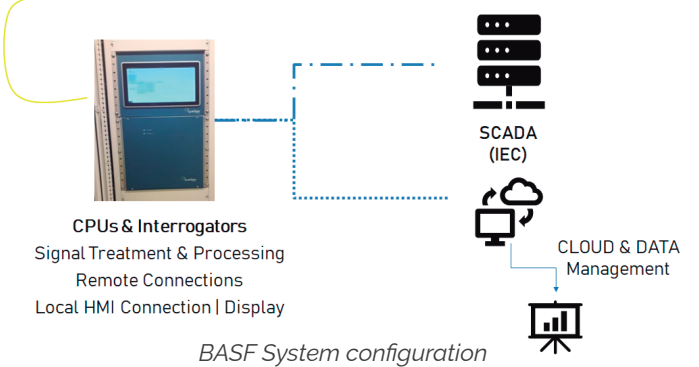 SCADA
(IEC)
CPUs & Interrogators
Signal Treatment & Processing
Remote Connections
Local HMI Connection | Display
CLOUD & DATA
Management
BASF System configuration